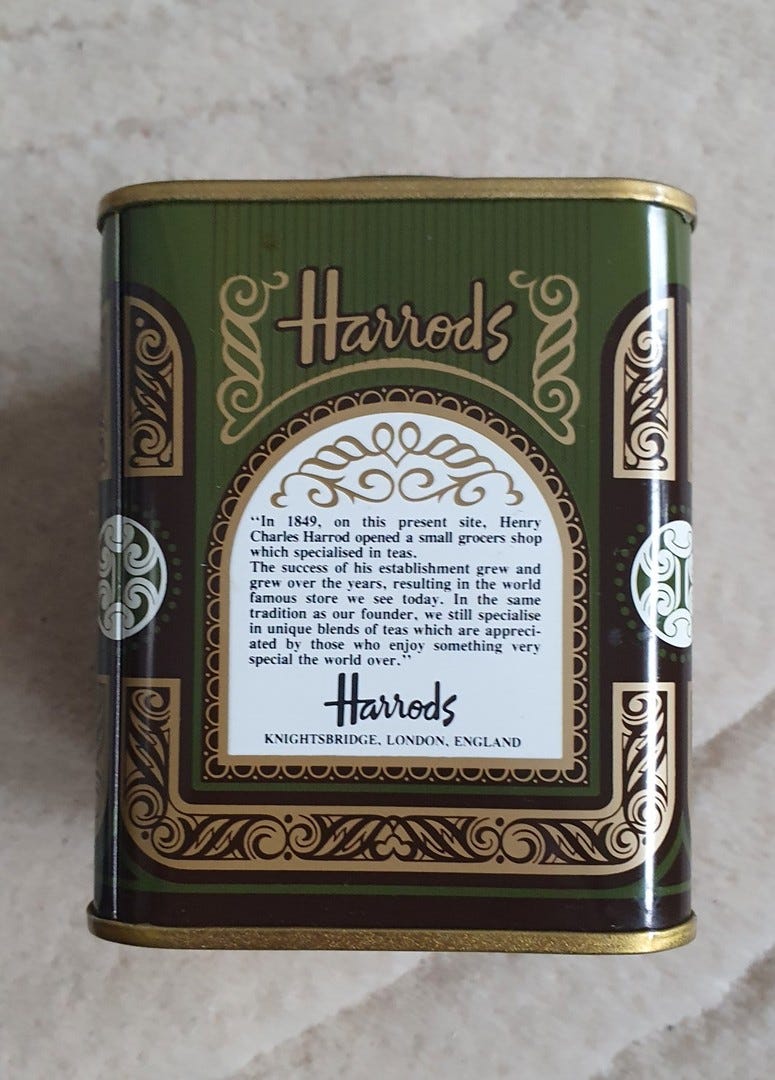 Harrods
“In 1849, on this present site, Henry
Charles Harrod opened a small grocers shop
which specialised in teas.
The success of his establishment grew and
grew over the years, resulting in the world
famous store we see today. In the same
tradition as our founder, we still specialise
in unique blends of teas which are appreci-
ated by those who enjoy something very
special the world over.”
Harrods
KNIGHTSBRIDGE, LONDON, ENGLAND